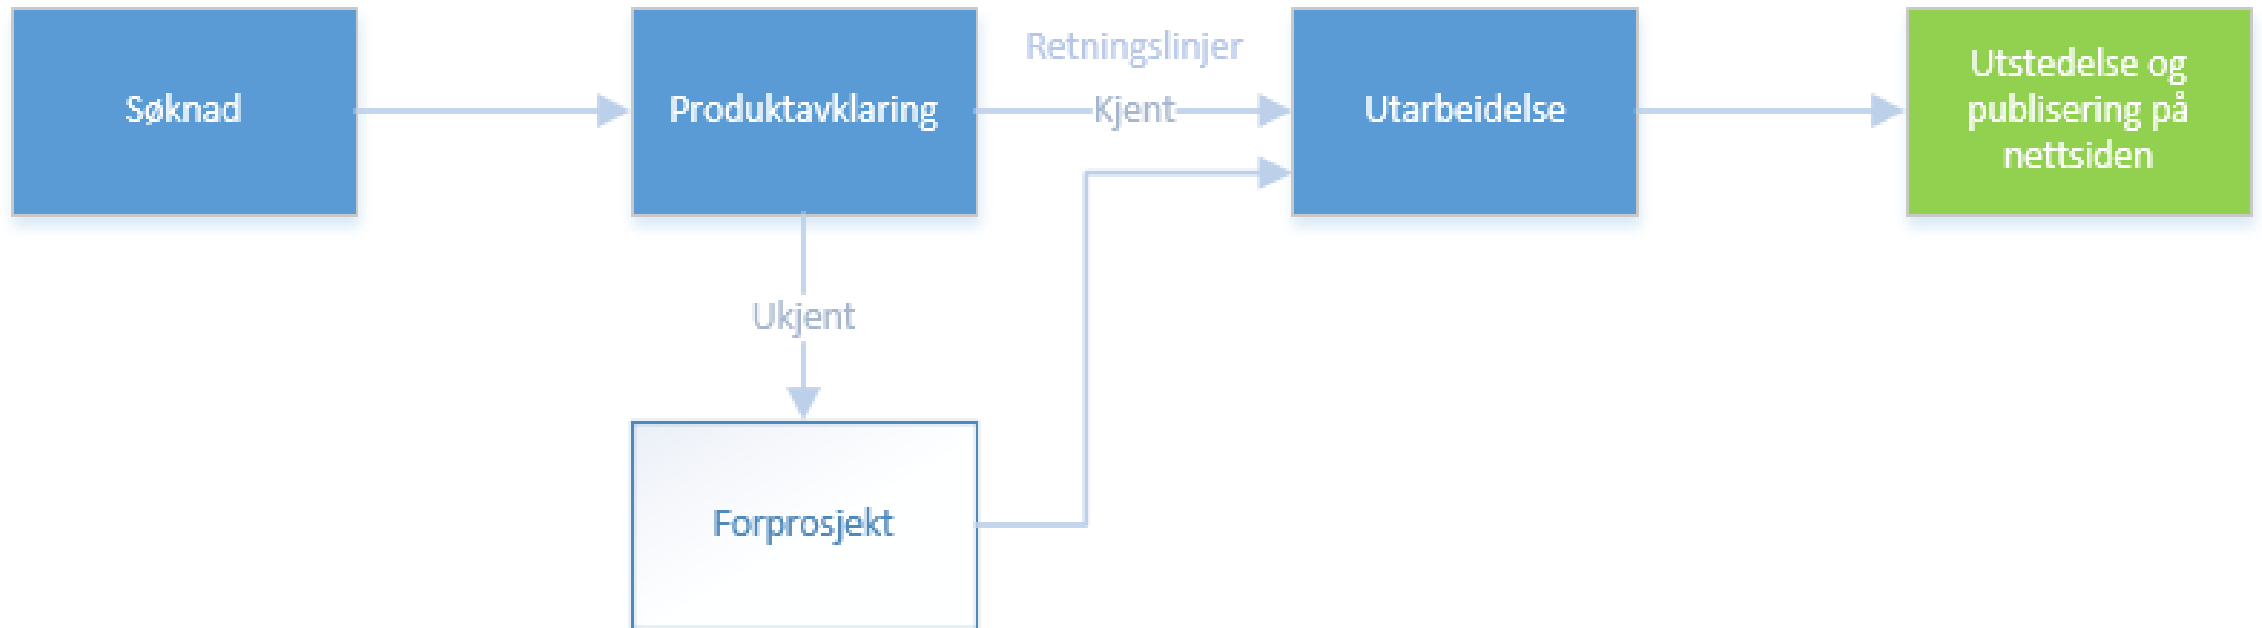 Søknad
Produktavklaring
Retningslinjer
Kjent
Utarbeidelse
Utstedelse og
publisering på
nettsiden
Ukjent
Forprosjekt